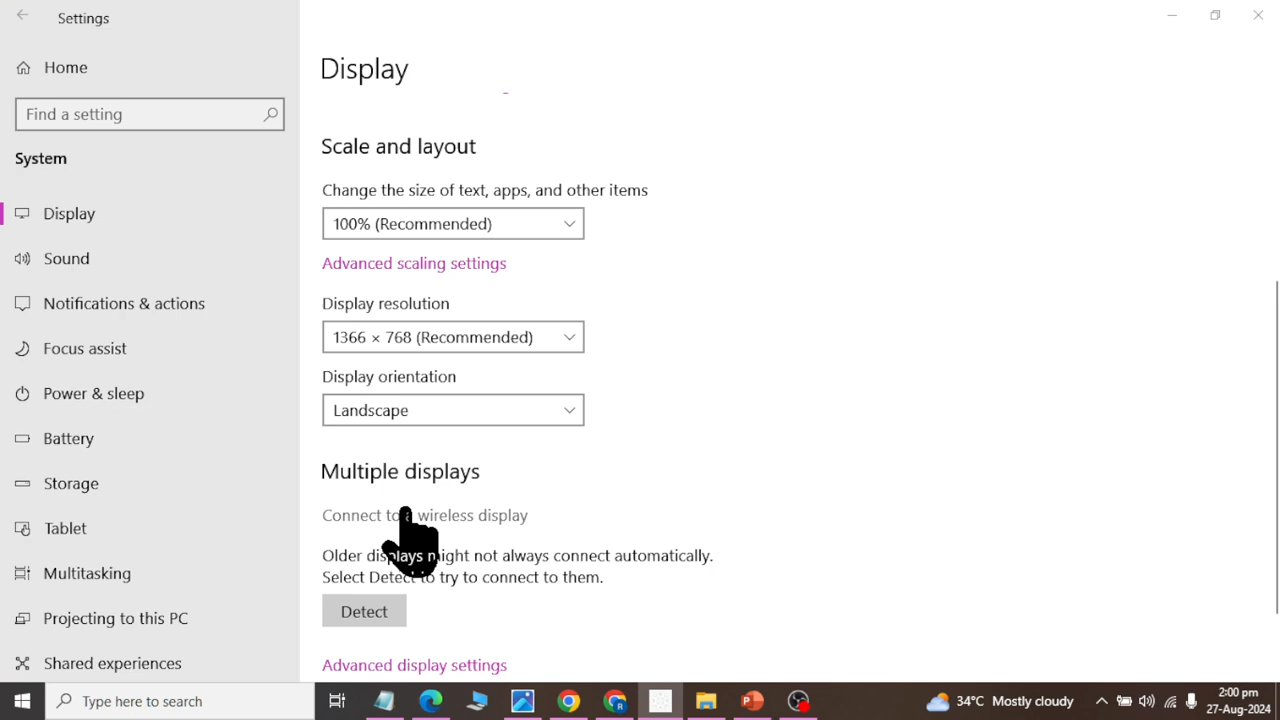 Settings
Home
Find a setting
System
Display
Sound
Notifications & actions
Focus assist
Power & sleep
Battery
Storage
Tablet
Multitasking
Projecting to this PC
Shared experiences
Display
Scale and layout
Change the size of text, apps, and other items
100% (Recommended)
Advanced scaling settings
Display resolution
1366 × 768 (Recommended)
Display orientation
Landscape
Multiple displays
Connect to a wireless display
Older displays might not always connect automatically.
Select Detect to try to connect to them.
Detect
Advanced display settings
Type here to search
34°C Mostly cloudy
2:00 pm
27-Aug-2024